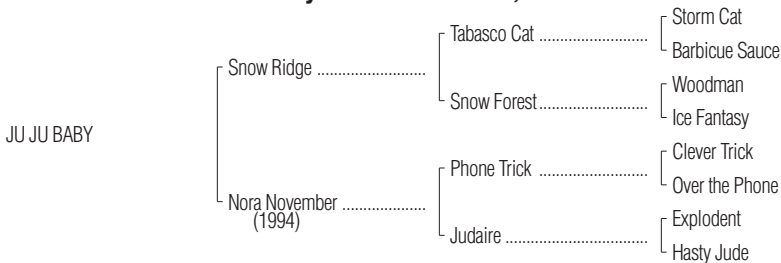 Storm Cat
Tabasco Cat ............................
Barbicue Sauce
Snow Ridge ............................
Woodman
Snow Forest............................
Ice Fantasy
JU JU BABY
Clever Trick
Phone Trick ............................
Over the Phone
Nora November .....................
(1994)
Explodent
Judaire ....................................
Hasty Jude